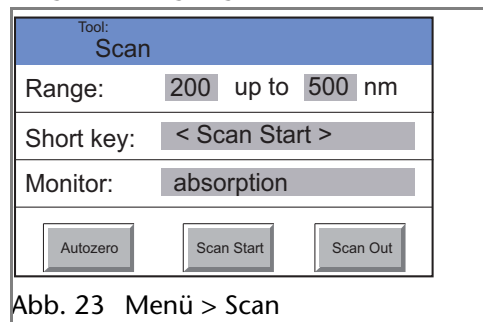 Tool:
Scan
Range: 200 up to 500 nm
Short key: < Scan Start >
Monitor: absorption
Autozero Scan Start Scan Out
Abb. 23 Menü > Scan